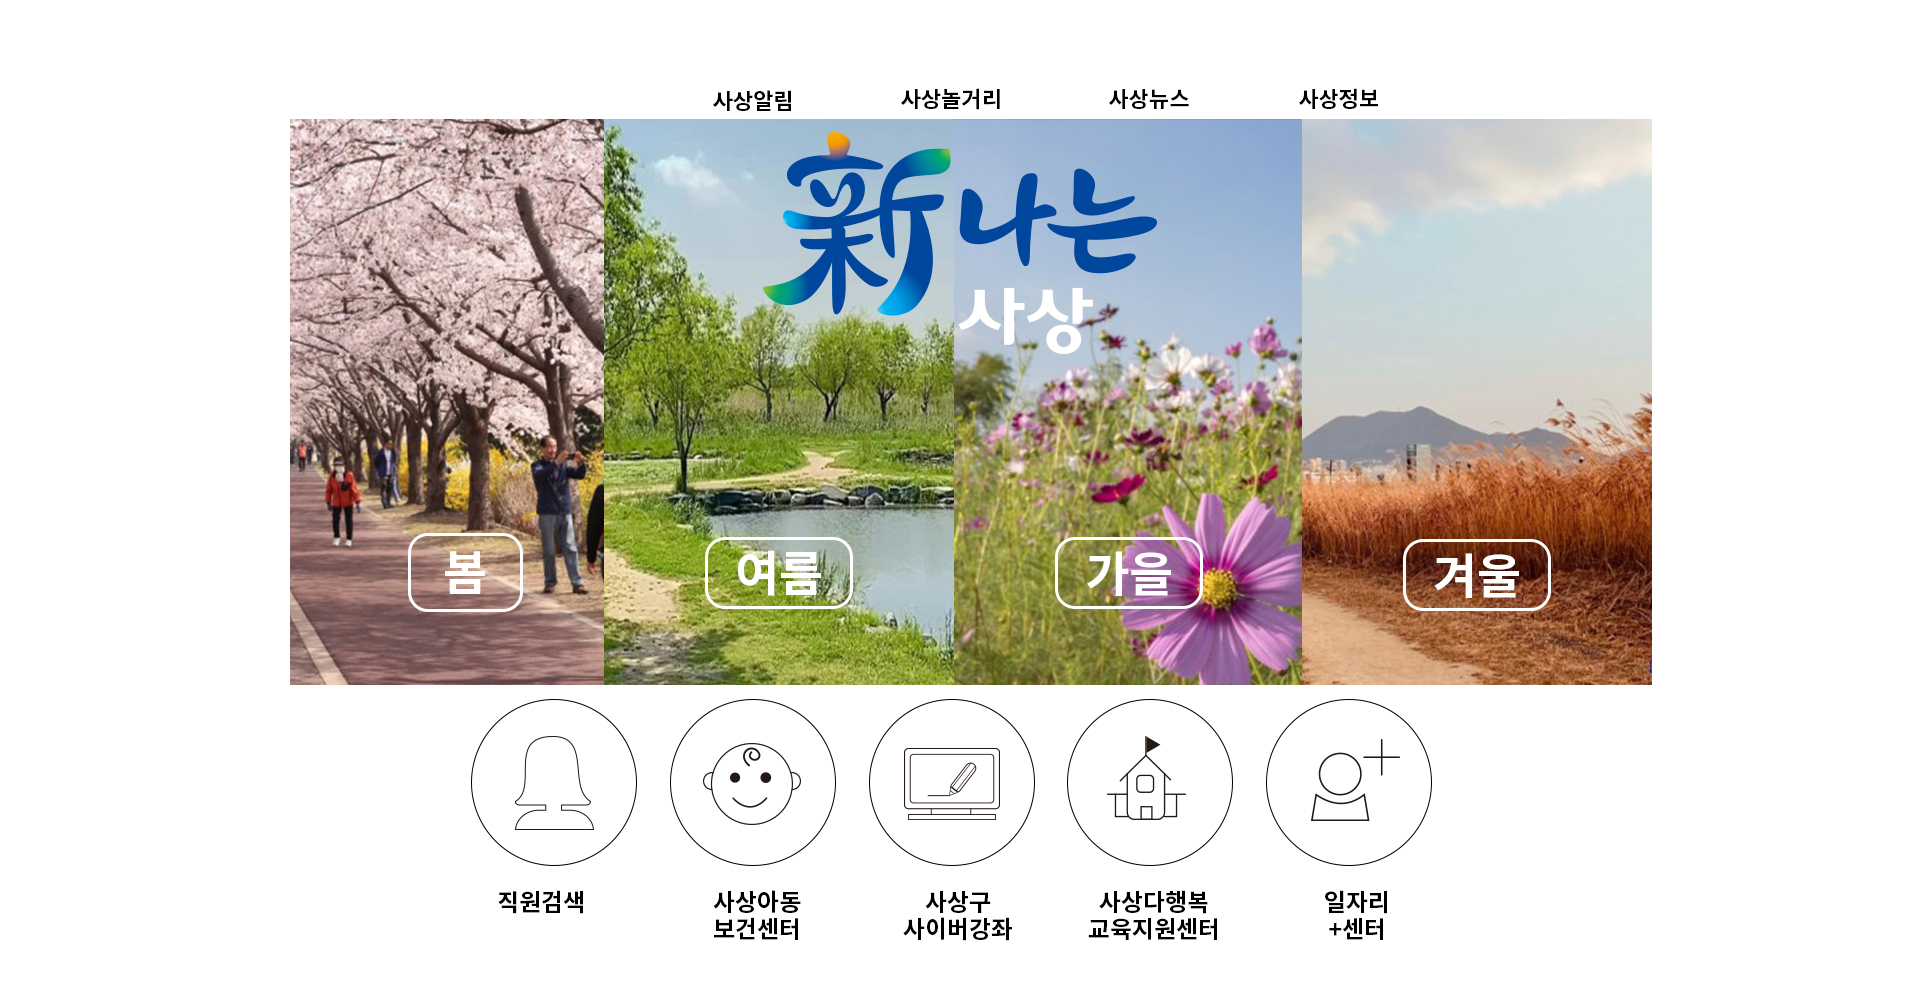 사상알림 사상놀거리 사상뉴스 사상정보
新나는
사상
봄 여름 가을 겨울
직원검색
사상아동
보건센터
사상구
사이버강좌
사상다행복
교육지원센터
일자리
+센터